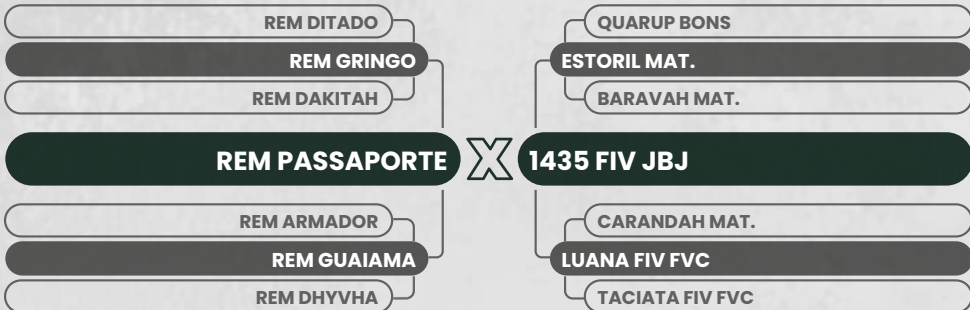 REM DITADO
REM GRINGO
REM DAKITAH
REM PASSAPORTE
REM ARMADOR
REM GUAIAMA
REM DHYVHA
X
QUARUP BONS
ESTORIL MAT.
BARAVAH MAT.
1435 FIV JBJ
CARANDAH MAT.
LUANA FIV FVC
TACIATA FIV FVC